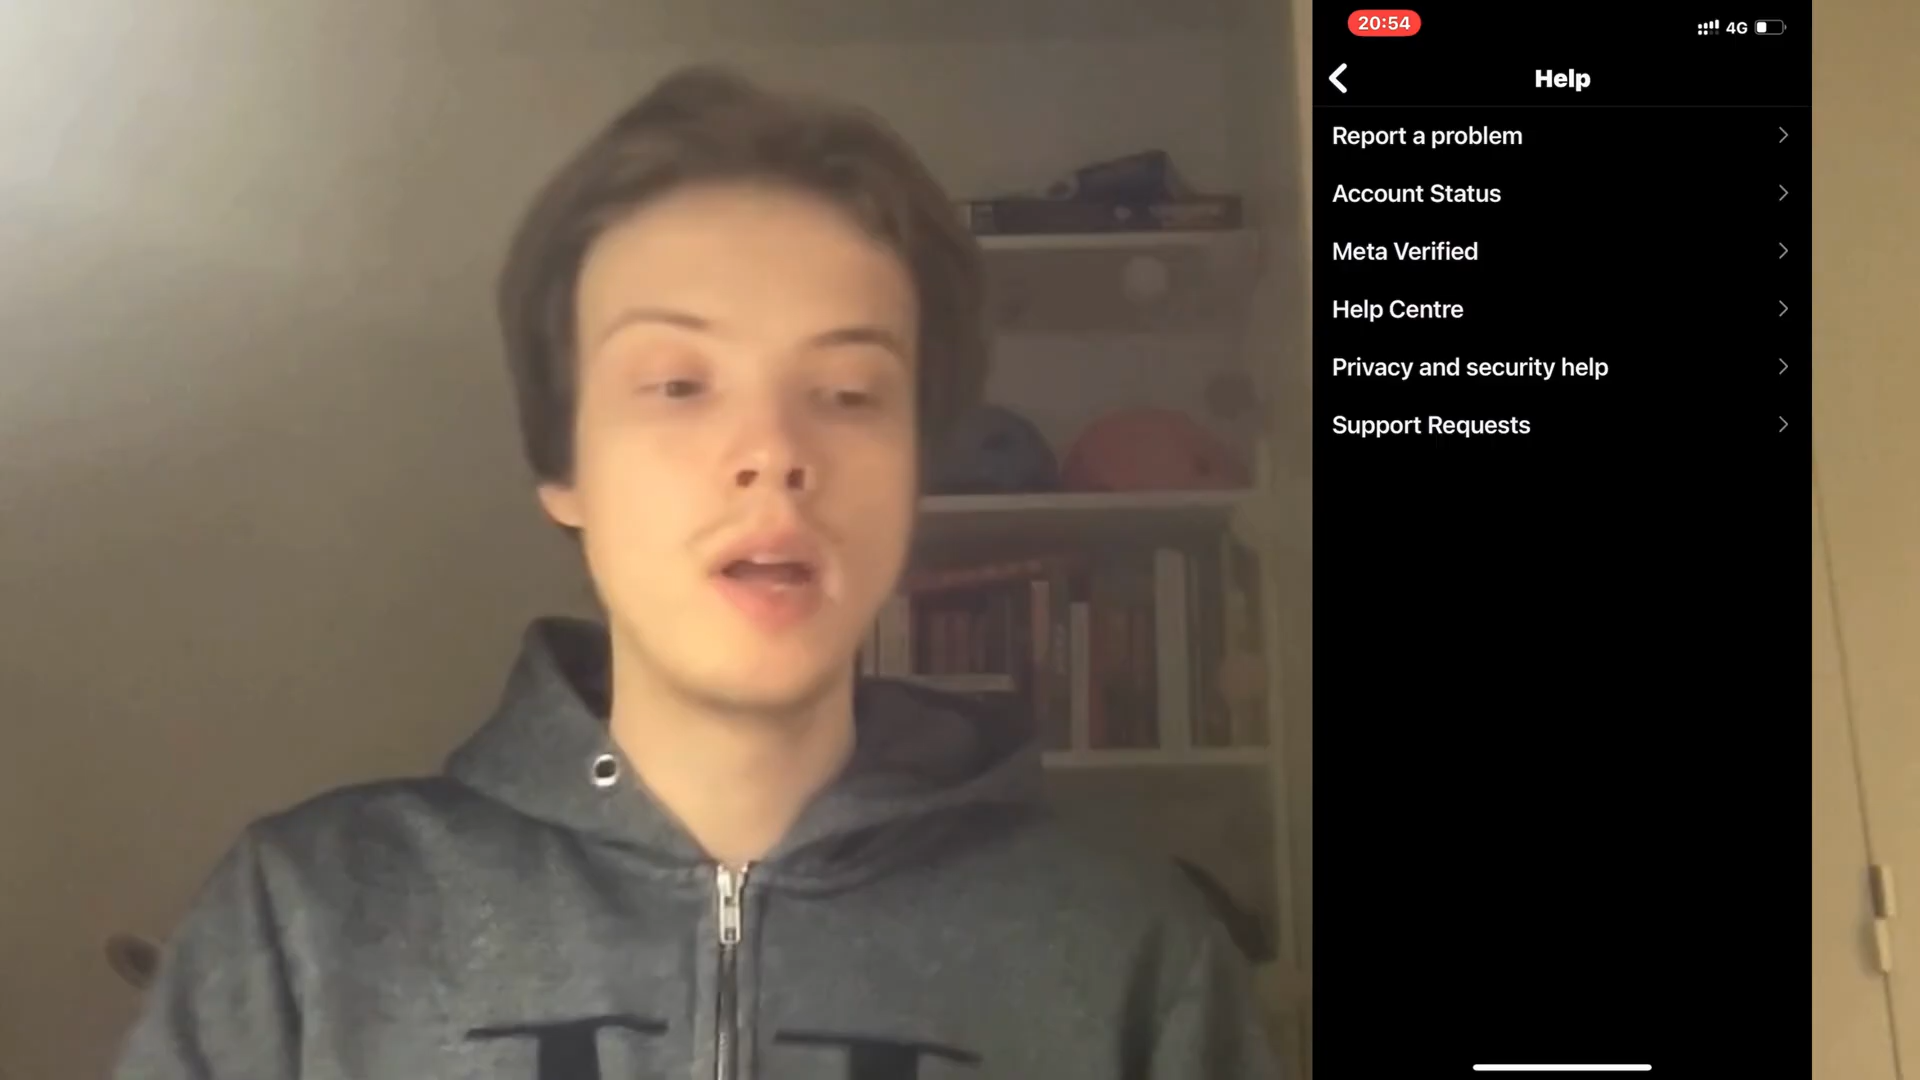 20:54
4G
Help
Report a problem
Account Status
Meta Verified
Help Centre
Privacy and security help
Support Requests